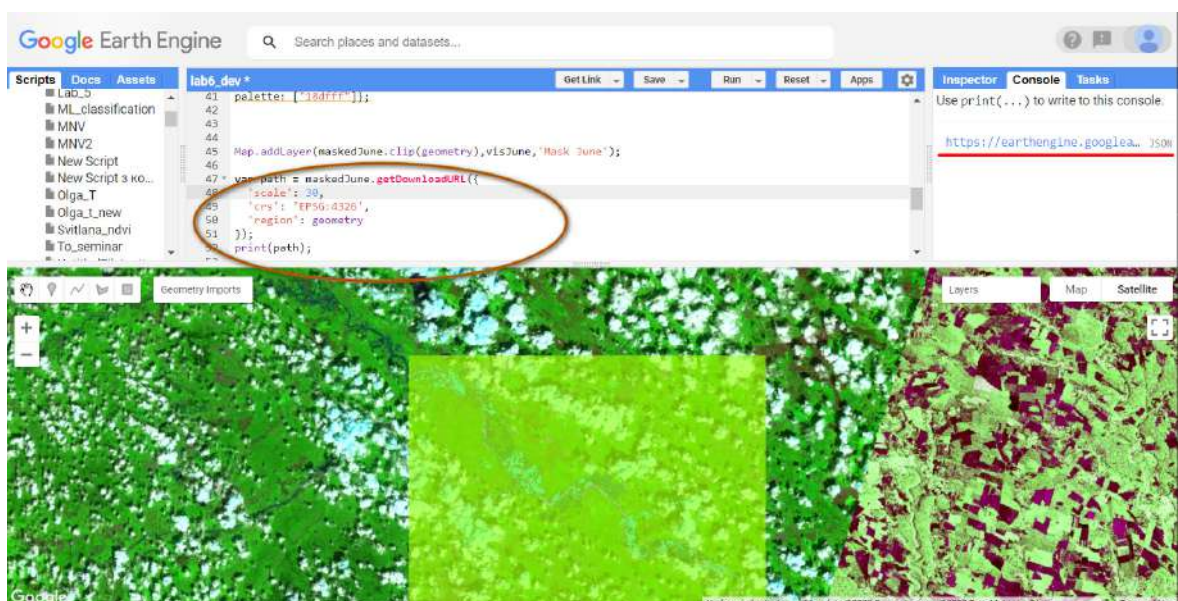 Google Earth Engine
Search places and datasets...
Scripts Docs Assets
lab6_dev *
Get Link
Save
Run
Reset
Apps
Inspector Console Tasks
Lab_5
ML_classification
MNV
MNV2
New Script
New Script з ко...
Olga_T
Olga_t_new
Svitlana_ndvi
To_seminar
41 palette: ["18dfff"]};
42
43
44
45 Map.addLayer(maskedJune.clip(geometry),visJune,'Mask June');
46
47 var path = maskedJune.getDownloadURL({
48 'scale': 30,
49 'crs': 'EPSG:4326',
50 'region': geometry
51 });
52 print(path);
Use print(...) to write to this console.
https://earthengine.googlea... JSON
Geometry Imports
Layers
Map
Satellite
+
−
Google